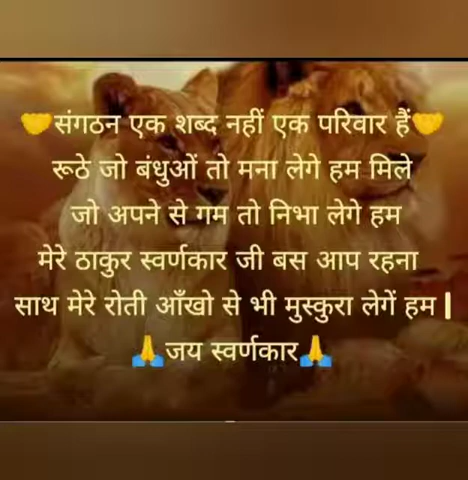 🤝संगठन एक शब्द नहीं एक परिवार हैं🤝
रूठे जो बंधुओं तो मना लेगे हम मिले
जो अपने से गम तो निभा लेगे हम
मेरे ठाकुर स्वर्णकार जी बस आप रहना
साथ मेरे रोती आँखो से भी मुस्कुरा लेगें हम |
🙏जय स्वर्णकार🙏